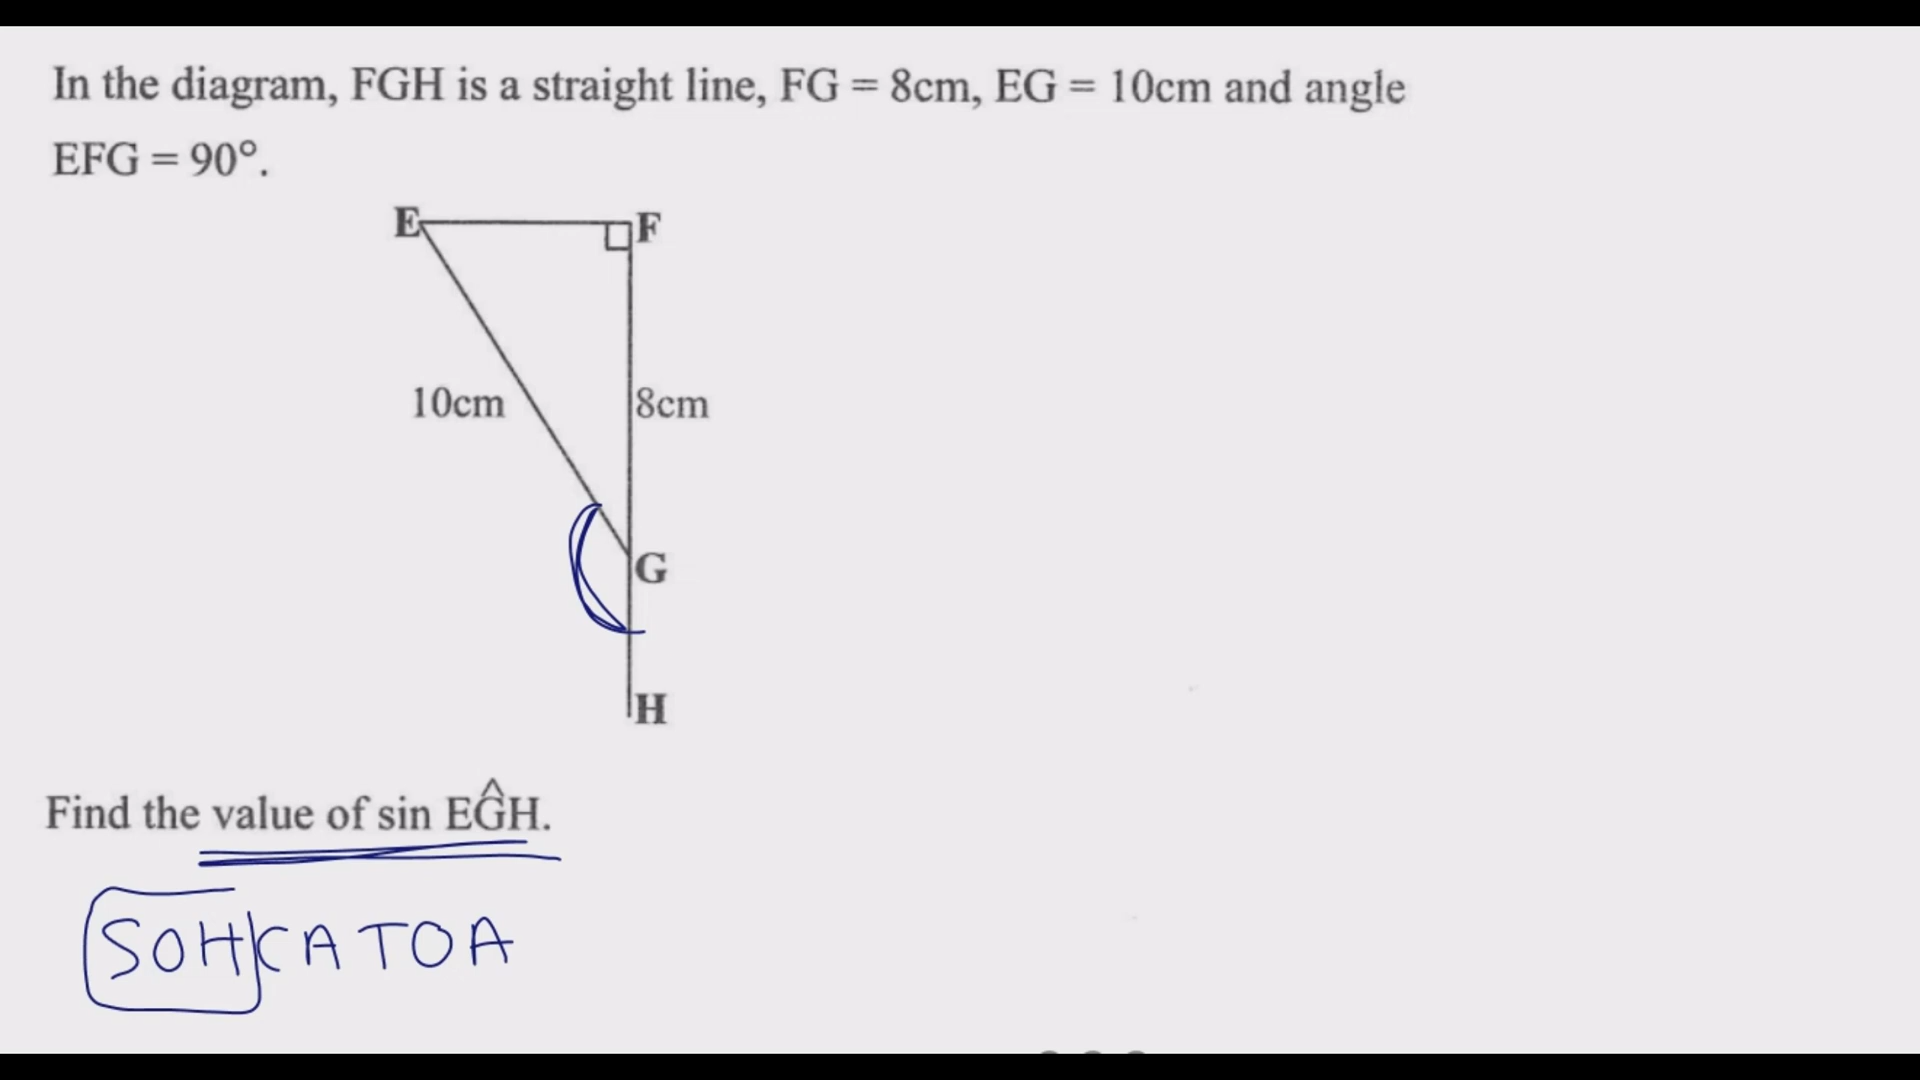 In the diagram, FGH is a straight line, FG = 8cm, EG = 10cm and angle
EFG = 90°.
E
F
10cm
8cm
G
H
Find the value of sin EĜH.
SOHCATOA